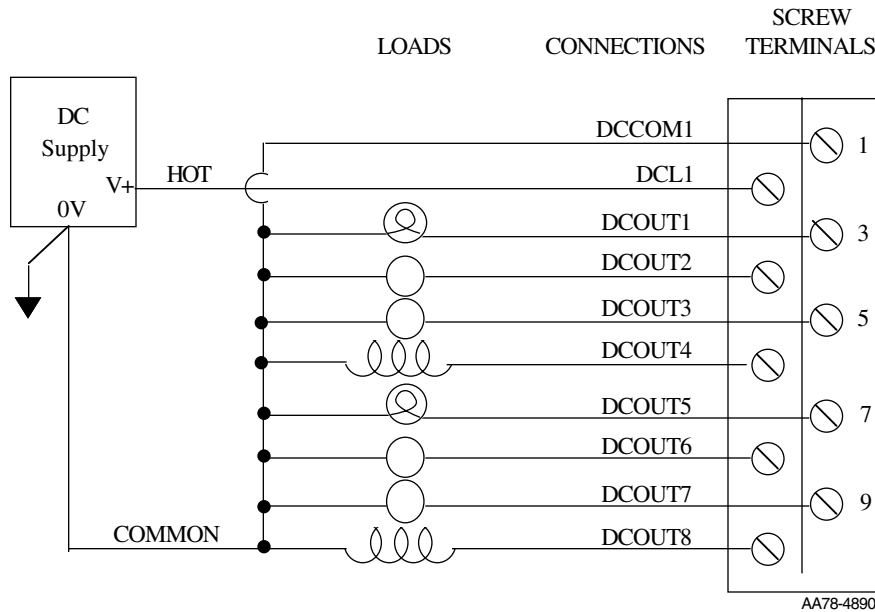 SCREW
LOADS CONNECTIONS TERMINALS
DC
Supply
V+
0V
HOT
COMMON
DCCOM1 1
DCL1
DCOUT1 3
DCOUT2
DCOUT3 5
DCOUT4
DCOUT5 7
DCOUT6
DCOUT7 9
DCOUT8
AA78-4890